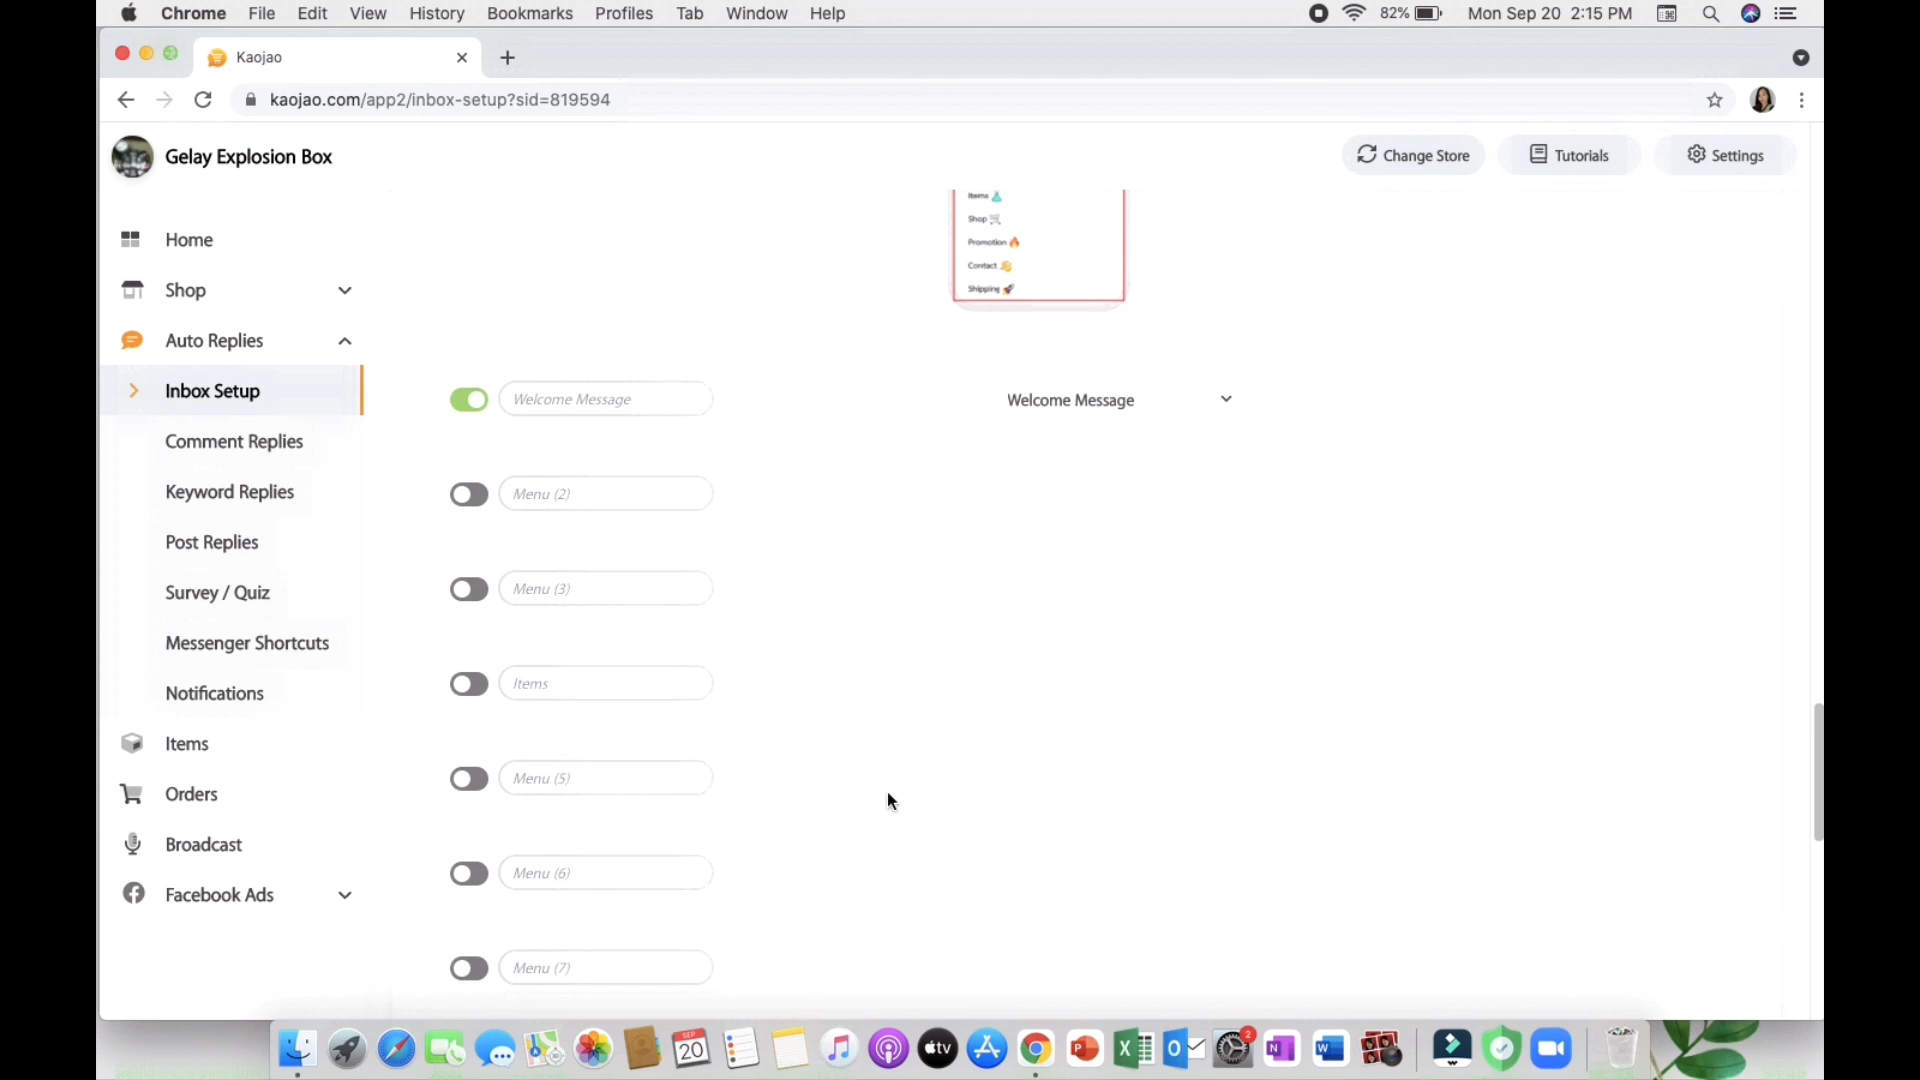 Chrome File Edit View History Bookmarks Profiles Tab Window Help
82% Mon Sep 20 2:15 PM
Kaojao
kaojao.com/app2/inbox-setup?sid=819594
Gelay Explosion Box
Change Store
Tutorials
Settings
Home
Shop
Auto Replies
Inbox Setup
Comment Replies
Keyword Replies
Post Replies
Survey / Quiz
Messenger Shortcuts
Notifications
Items
Orders
Broadcast
Facebook Ads
Items
Shop
Promotion
Contact
Shipping
Welcome Message
Welcome Message
Menu (2)
Menu (3)
Items
Menu (5)
Menu (6)
Menu (7)
SEP
20
tv
P
X
O
2
N
W